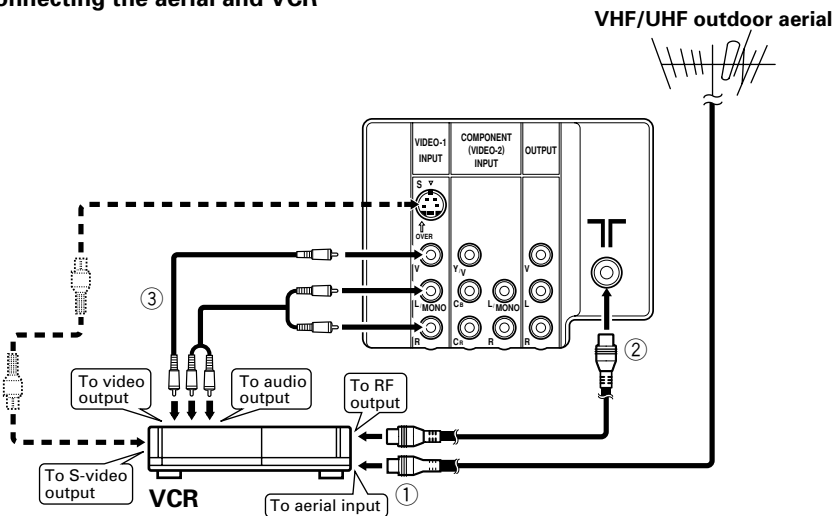 onnecting the aerial and VCR
VHF/UHF outdoor aerial
VIDEO-1
INPUT
COMPONENT
(VIDEO-2)
INPUT
OUTPUT
S
OVER
V
Y/V
V
L/MONO
CB
L/MONO
L
R
CR
R
R
③
②
To video
output
To audio
output
To RF
output
To S-video
output
VCR
To aerial input
①